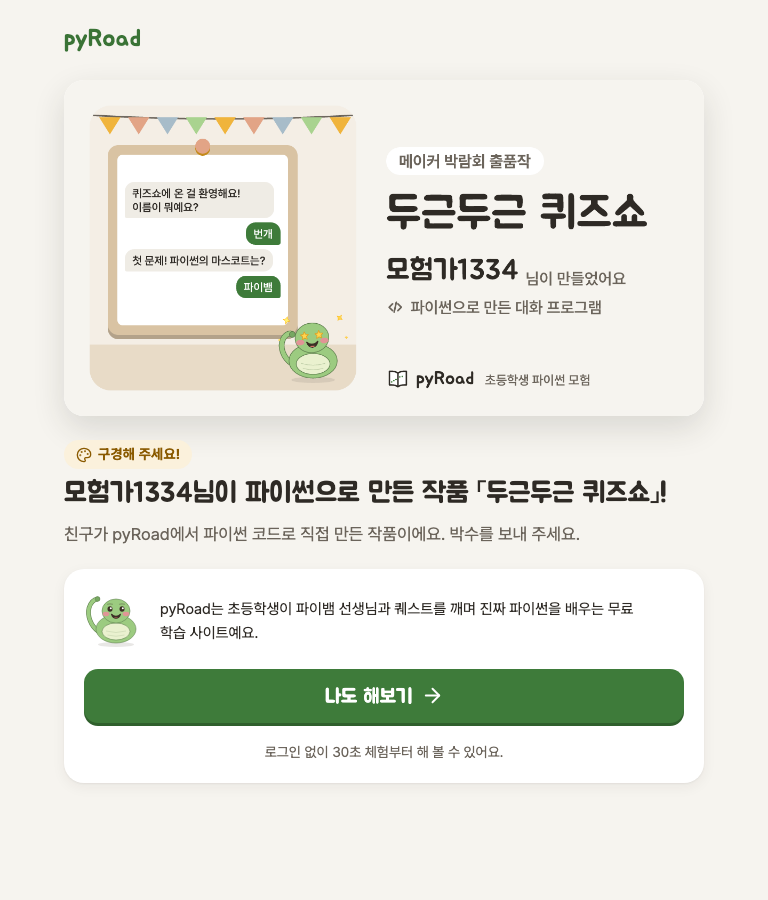 pyRoad
퀴즈쇼에 온 걸 환영해요!
이름이 뭐예요?
번개
첫 문제! 파이썬의 마스코트는?
파이뱀
메이커 박람회 출품작
두근두근 퀴즈쇼
모험가1334 님이 만들었어요
파이썬으로 만든 대화 프로그램
pyRoad 초등학생 파이썬 모험
구경해 주세요!
모험가1334님이 파이썬으로 만든 작품 「두근두근 퀴즈쇼」!
친구가 pyRoad에서 파이썬 코드로 직접 만든 작품이에요. 박수를 보내 주세요.
pyRoad는 초등학생이 파이뱀 선생님과 퀘스트를 깨며 진짜 파이썬을 배우는 무료
학습 사이트예요.
나도 해보기 →
로그인 없이 30초 체험부터 해 볼 수 있어요.